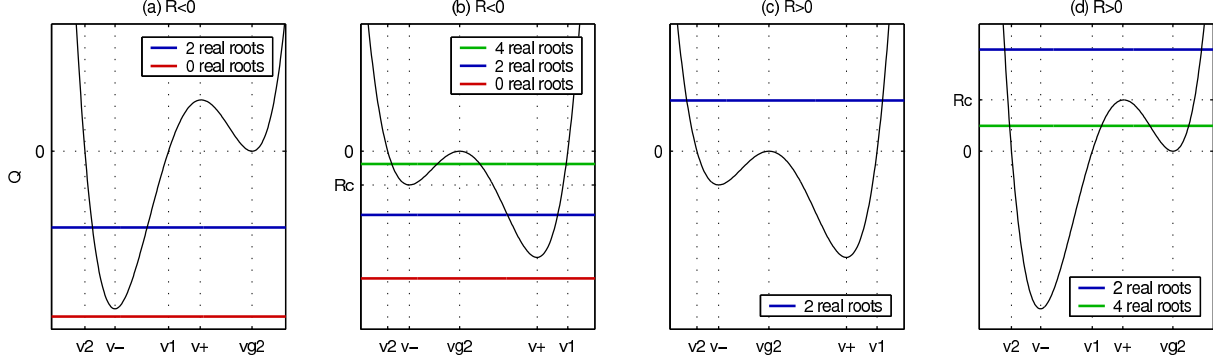 (a) R<0
2 real roots
0 real roots
0
Q
v2 v− v1 v+ vg2
(b) R<0
4 real roots
2 real roots
0 real roots
0
Rc
v2 v− vg2 v+ v1
(c) R>0
0
2 real roots
v2 v− vg2 v+ v1
(d) R>0
Rc
0
2 real roots
4 real roots
v2 v− v1 v+ vg2